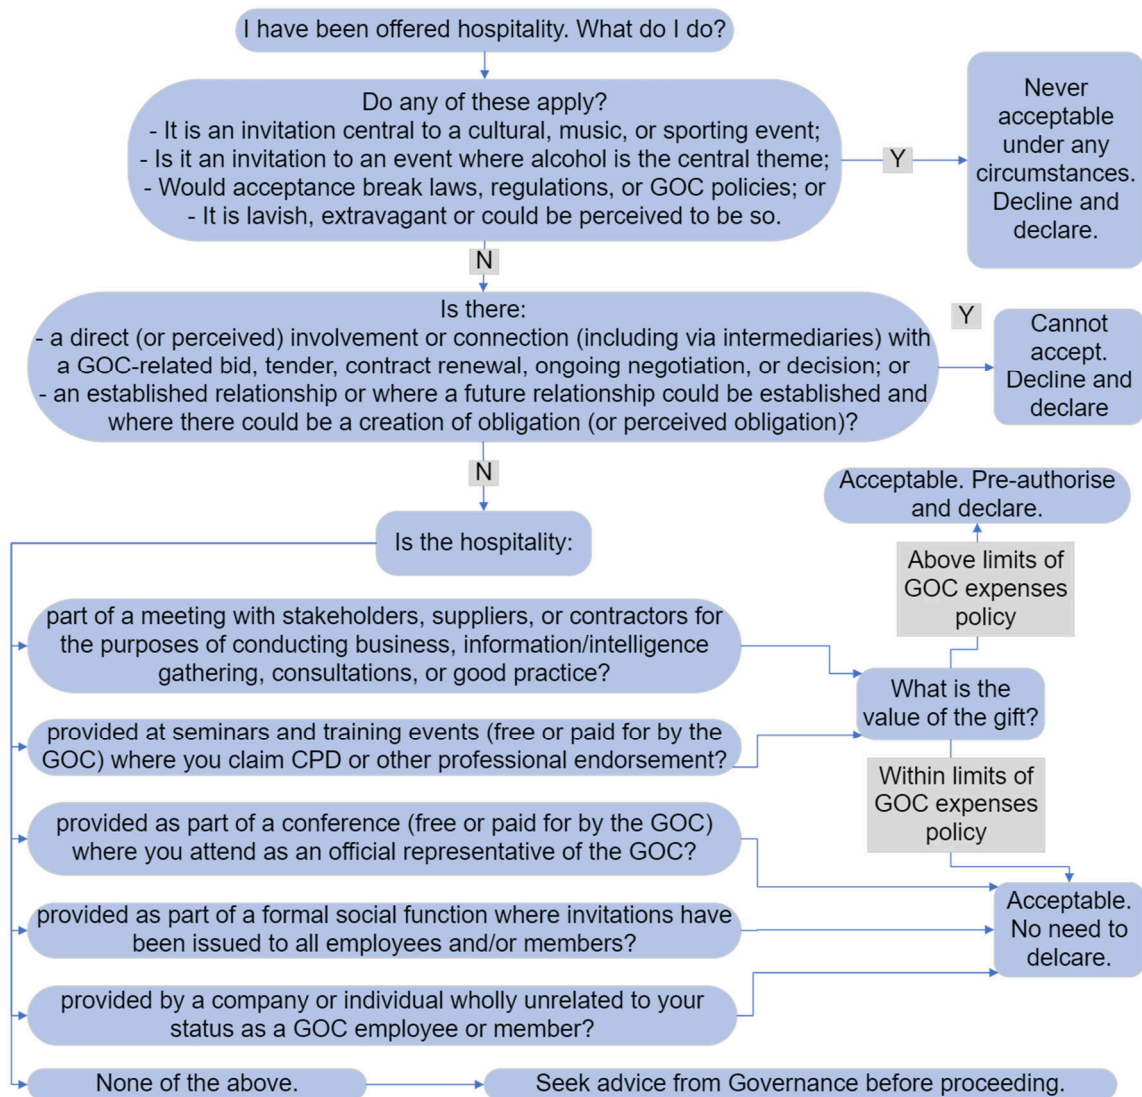 I have been offered hospitality. What do I do?
Do any of these apply?
- It is an invitation central to a cultural, music, or sporting event;
- Is it an invitation to an event where alcohol is the central theme;
- Would acceptance break laws, regulations, or GOC policies; or
- It is lavish, extravagant or could be perceived to be so.
Y
Never
acceptable
under any
circumstances.
Decline and
declare.
N
Is there:
- a direct (or perceived) involvement or connection (including via intermediaries) with
a GOC-related bid, tender, contract renewal, ongoing negotiation, or decision; or
- an established relationship or where a future relationship could be established and
where there could be a creation of obligation (or perceived obligation)?
Y
Cannot
accept.
Decline and
declare
N
Is the hospitality:
part of a meeting with stakeholders, suppliers, or contractors for
the purposes of conducting business, information/intelligence
gathering, consultations, or good practice?
provided at seminars and training events (free or paid for by the
GOC) where you claim CPD or other professional endorsement?
provided as part of a conference (free or paid for by the GOC)
where you attend as an official representative of the GOC?
provided as part of a formal social function where invitations have
been issued to all employees and/or members?
provided by a company or individual wholly unrelated to your
status as a GOC employee or member?
None of the above.
Seek advice from Governance before proceeding.
Acceptable. Pre-authorise
and declare.
Above limits of
GOC expenses
policy
What is the
value of the gift?
Within limits of
GOC expenses
policy
Acceptable.
No need to
delcare.